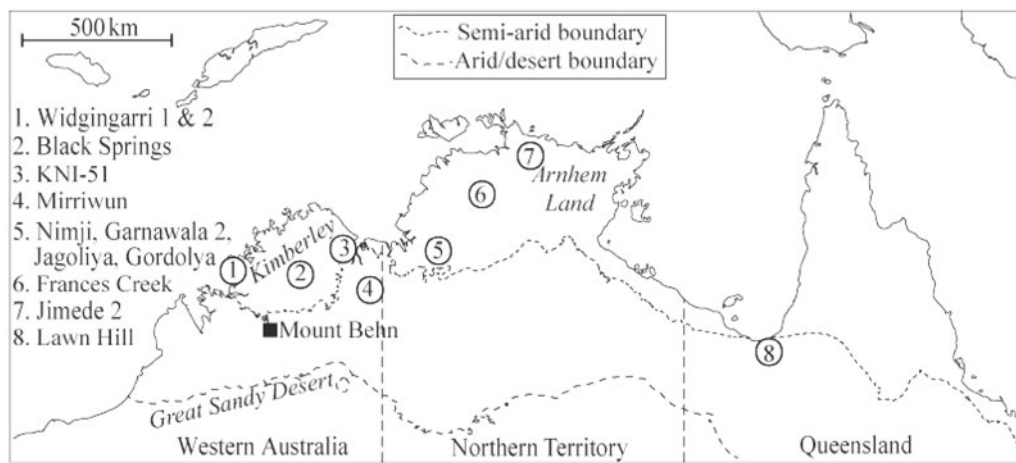 500 km
Semi-arid boundary
Arid/desert boundary
1. Widgingarri 1 & 2
2. Black Springs
3. KNI-51
4. Mirriwun
5. Nimji, Garnawala 2,
Jagoliya, Gordolya
6. Frances Creek
7. Jimede 2
8. Lawn Hill
7
Arnhem
Land
6
Kimberley
3
5
1
2
4
Mount Behn
8
Great Sandy Desert
Western Australia
Northern Territory
Queensland